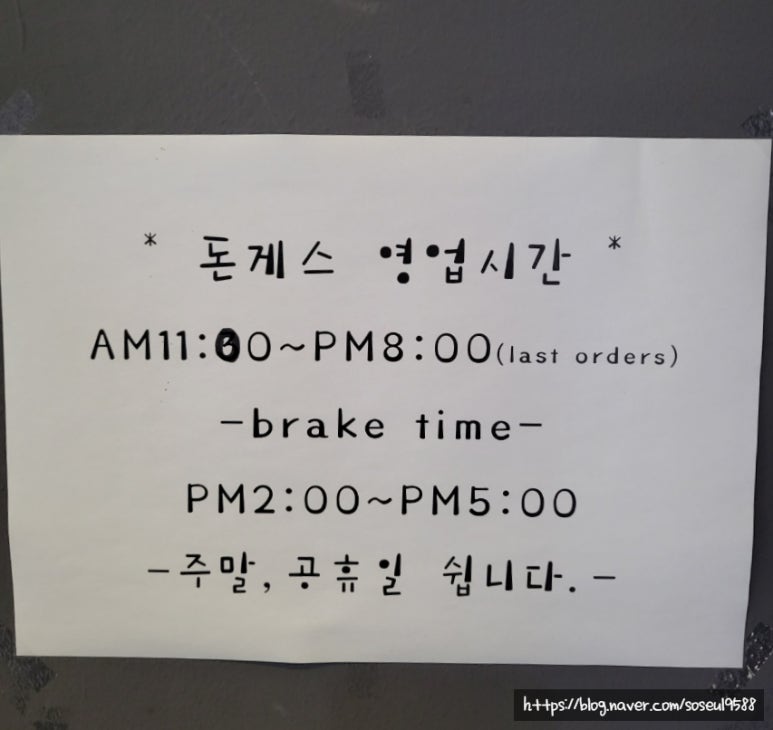 * 돈게스 영업시간 *
AM11:30~PM8:00(last orders)
-brake time-
PM2:00~PM5:00
-주말, 공휴일 쉽니다.-
https://blog.naver.com/soseul9588